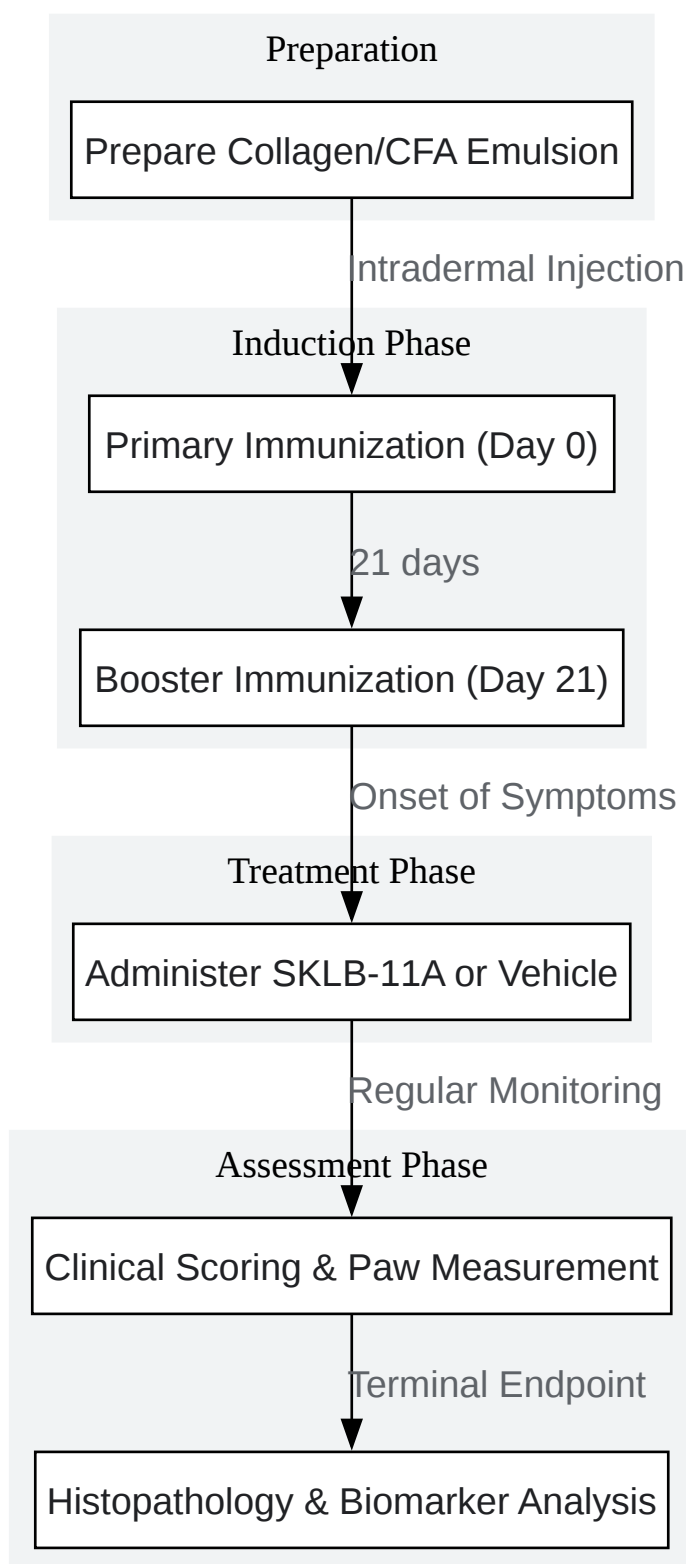 Preparation
Prepare Collagen/CFA Emulsion
Intradermal Injection
Induction Phase
Primary Immunization (Day 0)
21 days
Booster Immunization (Day 21)
Onset of Symptoms
Treatment Phase
Administer SKLB-11A or Vehicle
Regular Monitoring
Assessment Phase
Clinical Scoring & Paw Measurement
Terminal Endpoint
Histopathology & Biomarker Analysis